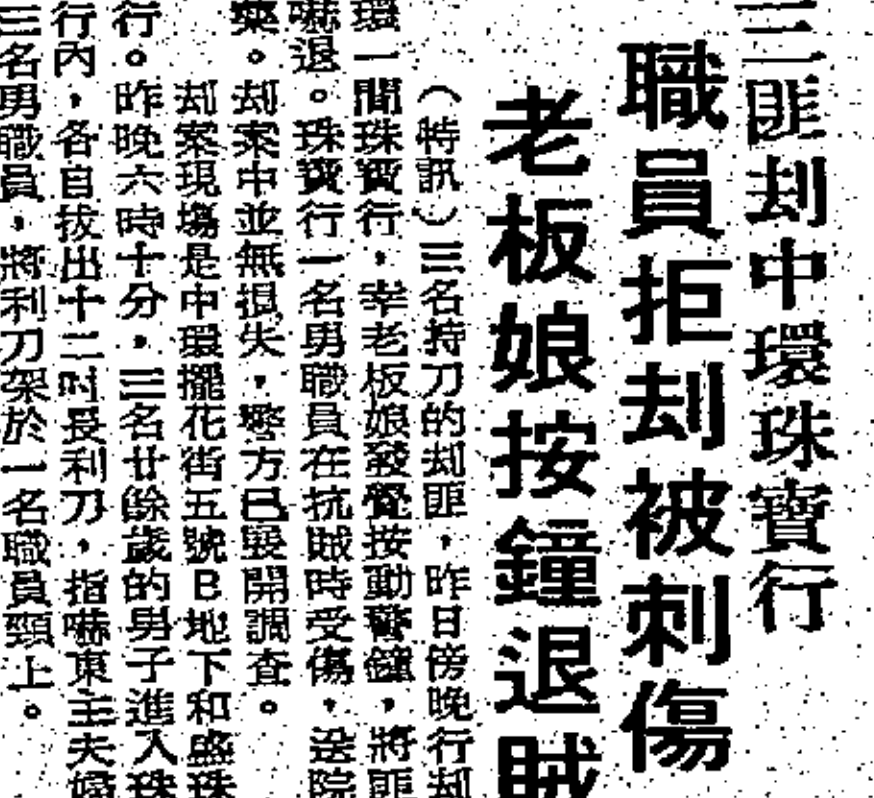 三匪刦中環珠寶行
職員拒刦被刺傷
老板娘按鐘退賊
（特訊）三名持刀的刦匪，昨日傍晚行刦
環一間珠寶行，幸老板娘發覺按動警鐘，將匪
嚇退。珠寶行一名男職員在抗賊時受傷，送院
藥。刦案中並無損失，警方已展開調查。
刦案現場是中環擺花街五號B地下和盛珠
行。昨晚六時十分，三名廿餘歲的男子進入珠
行內，各自拔出十二吋長利刀，指嚇東主夫婦
三名男職員，將利刀架於一名職員頸上。